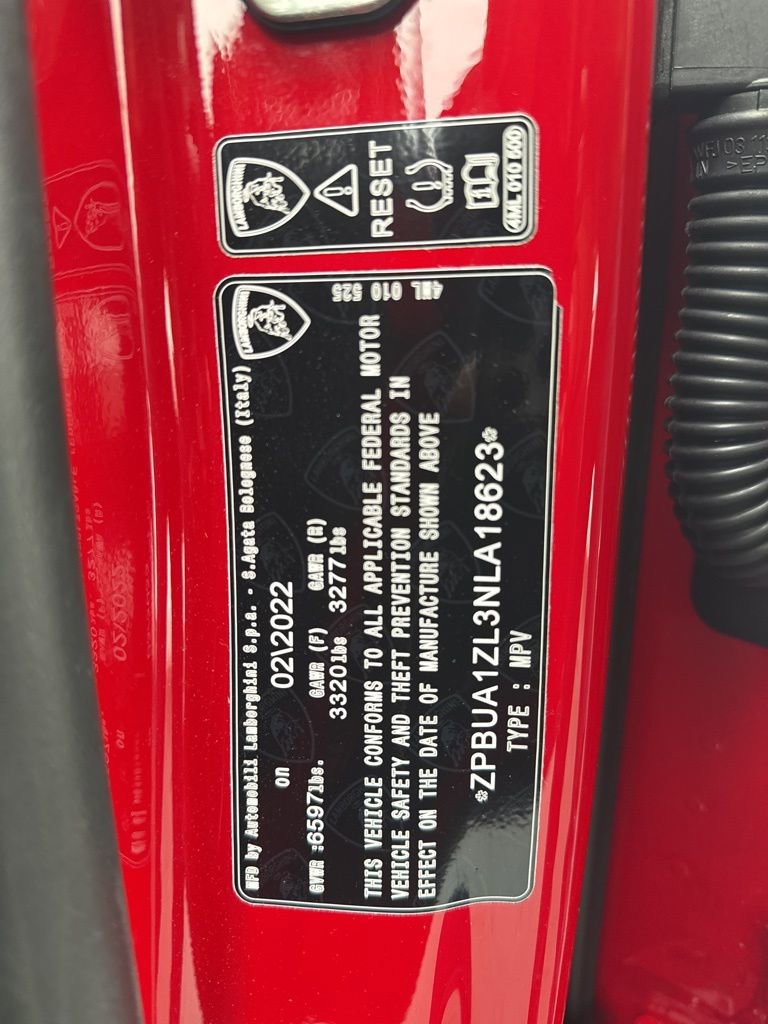 LAMBORGHINI
RESET
4ML 010 600
LAMBORGHINI
4ML 010 525
MFD by Automobili Lamborghini S.p.a. - S.Agata Bolognese (Italy)
on 02\2022
GVWR :6597lbs. GAWR (F) GAWR (R)
3320lbs 3277lbs
THIS VEHICLE CONFORMS TO ALL APPLICABLE FEDERAL MOTOR
VEHICLE SAFETY AND THEFT PREVENTION STANDARDS IN
EFFECT ON THE DATE OF MANUFACTURE SHOWN ABOVE
*ZPBUA1ZL3NLA18623*
TYPE : MPV